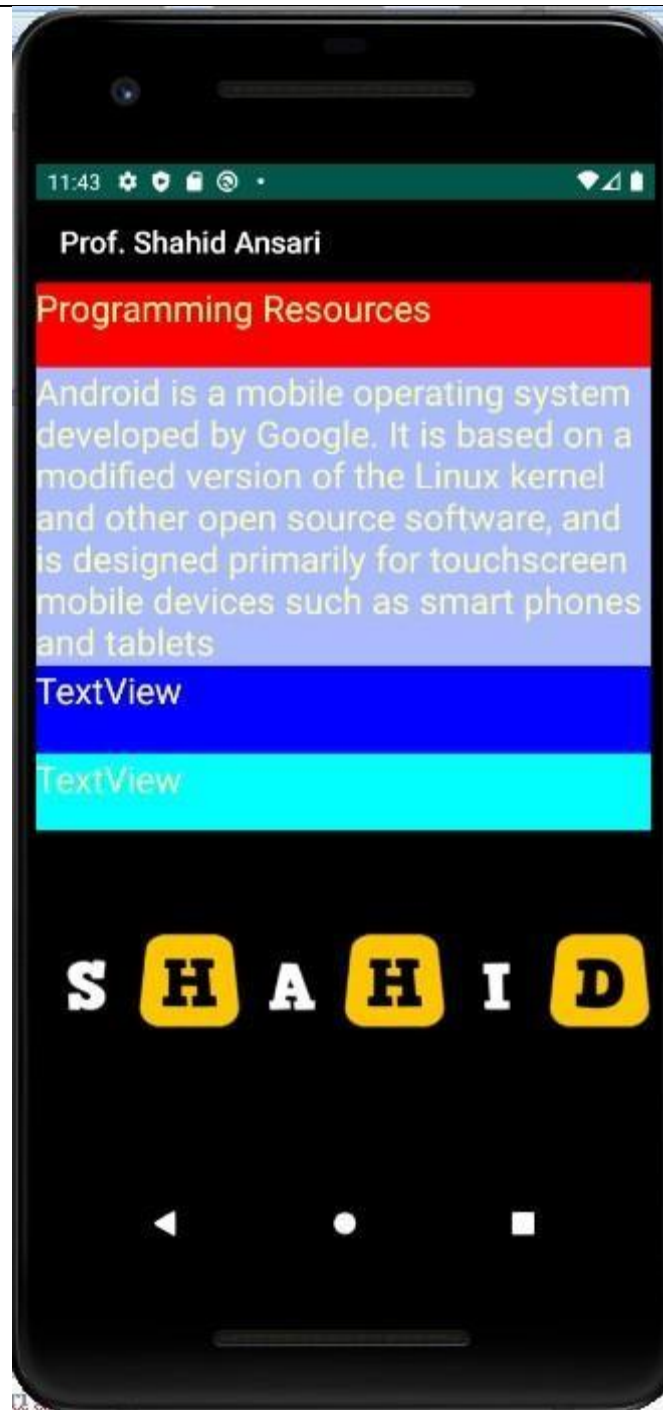 11:43
Prof. Shahid Ansari
Programming Resources
Android is a mobile operating system
developed by Google. It is based on a
modified version of the Linux kernel
and other open source software, and
is designed primarily for touchscreen
mobile devices such as smart phones
and tablets
TextView
TextView
S H A H I D